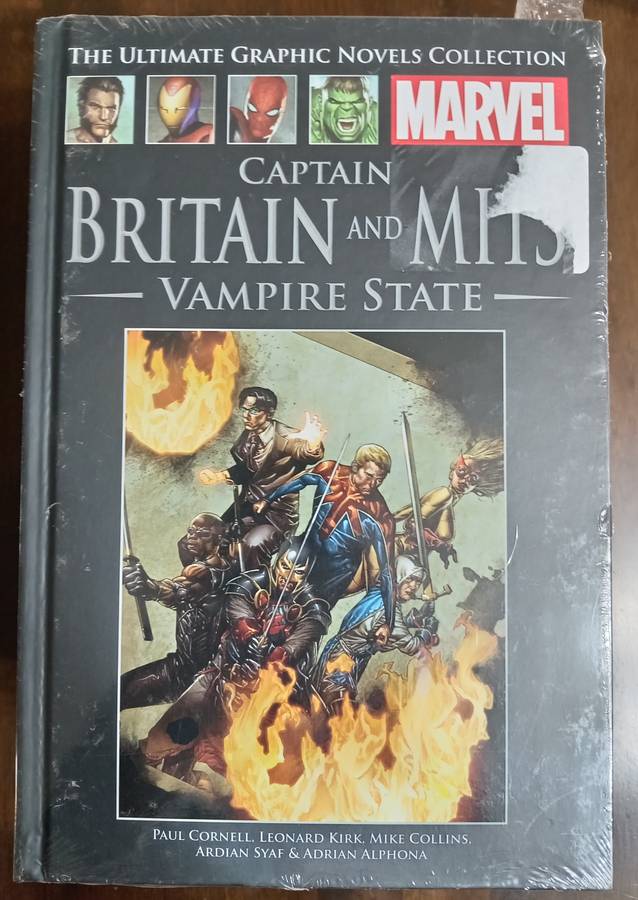 THE ULTIMATE GRAPHIC NOVELS COLLECTION
MARVEL
CAPTAIN
BRITAIN AND MI13
VAMPIRE STATE
PAUL CORNELL, LEONARD KIRK, MIKE COLLINS,
ARDIAN SYAF & ADRIAN ALPHONA